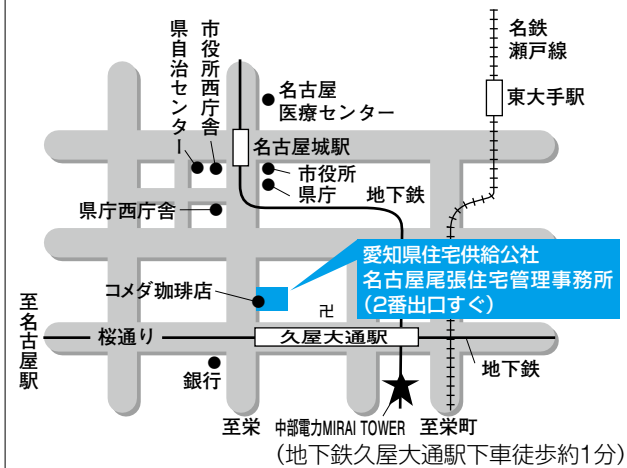 名鉄
瀬戸線
東大手駅
市役所西庁舎
県自治センター
名古屋
医療センター
名古屋城駅
市役所
県庁
地下鉄
県庁西庁舎
愛知県住宅供給公社
名古屋尾張住宅管理事務所
（2番出口すぐ）
コメダ珈琲店
卍
至名古屋駅
桜通り
久屋大通駅
地下鉄
銀行
至栄
中部電力MIRAI TOWER
至栄町
（地下鉄久屋大通駅下車徒歩約1分）